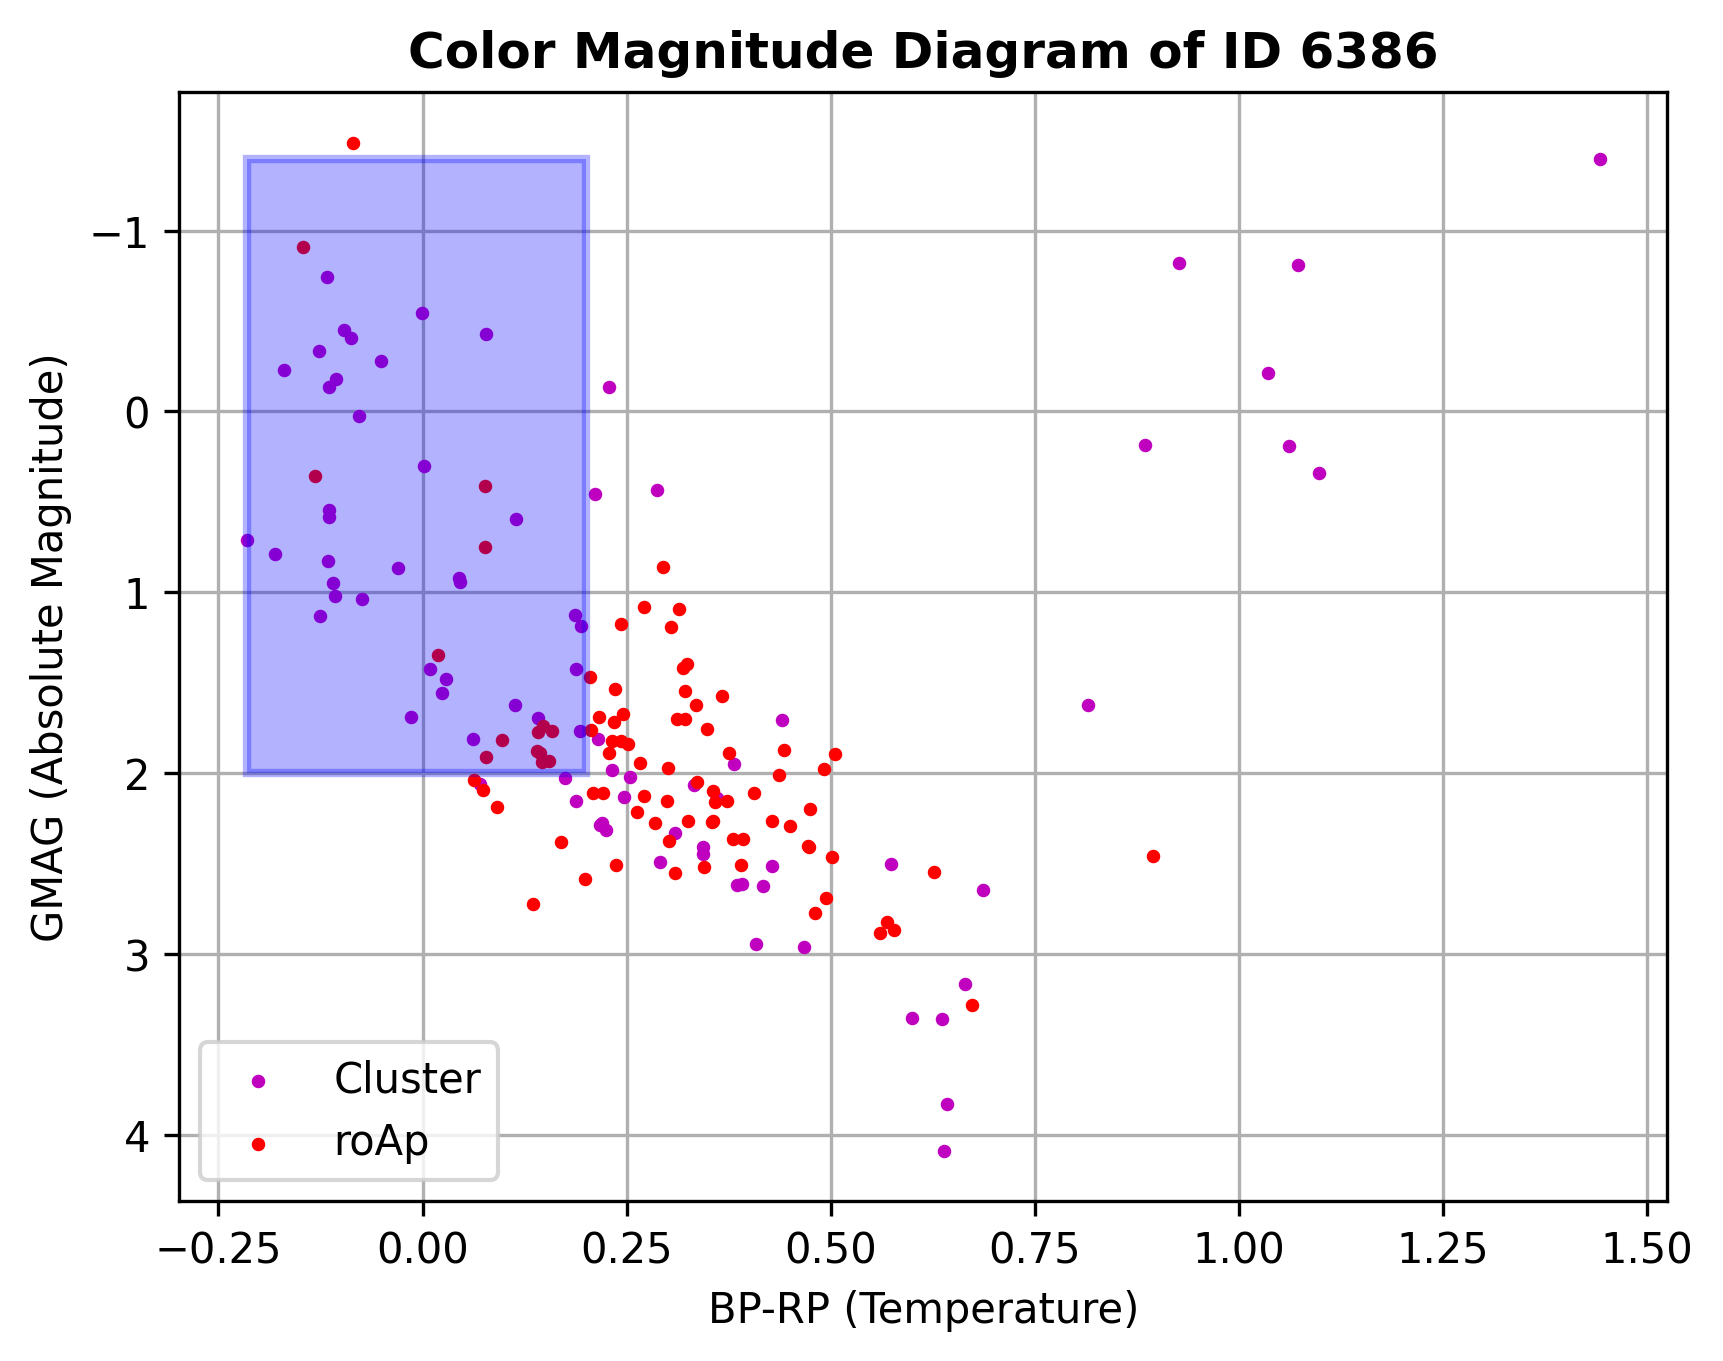 Color Magnitude Diagram of ID 6386
GMAG (Absolute Magnitude)
−1
0
1
2
3
4
Cluster
roAp
−0.25 0.00 0.25 0.50 0.75 1.00 1.25 1.50
BP-RP (Temperature)